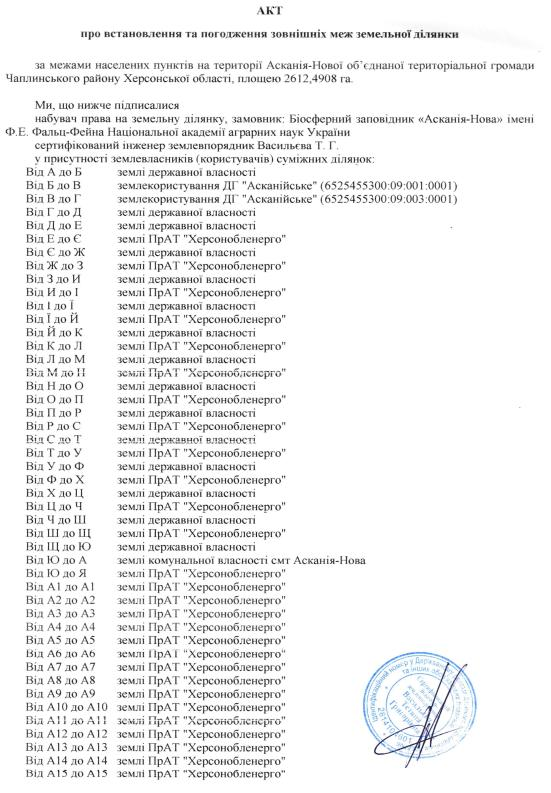 АКТ
про встановлення та погодження зовнішніх меж земельної ділянки
за межами населених пунктів на території Асканія-Нової об’єднаної територіальної громади
Чаплинського району Херсонської області, площею 2612,4908 га.
Ми, що нижче підписалися
набувач права на земельну ділянку, замовник: Біосферний заповідник «Асканія-Нова» імені
Ф.Е. Фальц-Фейна Національної академії аграрних наук України
сертифікований інженер землевпорядник Васильєва Т. Г.
у присутності землевласників (користувачів) суміжних ділянок:
Від А до Б землі державної власності
Від Б до В землекористування ДГ "Асканійське" (6525455300:09:001:0001)
Від В до Г землекористування ДГ "Асканійське" (6525455300:09:003:0001)
Від Г до Д землі державної власності
Від Д до Е землі державної власності
Від Е до Є землі ПрАТ "Херсонобленерго"
Від Є до Ж землі державної власності
Від Ж до З землі ПрАТ "Херсонобленерго"
Від З до И землі державної власності
Від И до І землі ПрАТ "Херсонобленерго"
Від І до Ї землі державної власності
Від Ї до Й землі ПрАТ "Херсонобленерго"
Від Й до К землі державної власності
Від К до Л землі ПрАТ "Херсонобленерго"
Від Л до М землі державної власності
Від М до Н землі ПрАТ "Херсонобленерго"
Від Н до О землі державної власності
Від О до П землі ПрАТ "Херсонобленерго"
Від П до Р землі державної власності
Від Р до С землі ПрАТ "Херсонобленерго"
Від С до Т землі державної власності
Від Т до У землі ПрАТ "Херсонобленерго"
Від У до Ф землі державної власності
Від Ф до Х землі ПрАТ "Херсонобленерго"
Від Х до Ц землі державної власності
Від Ц до Ч землі ПрАТ "Херсонобленерго"
Від Ч до Ш землі державної власності
Від Ш до Щ землі ПрАТ "Херсонобленерго"
Від Щ до Ю землі державної власності
Від Ю до А землі комунальної власності смт Асканія-Нова
Від Ю до Я землі ПрАТ "Херсонобленерго"
Від А1 до А1 землі ПрАТ "Херсонобленерго"
Від А2 до А2 землі ПрАТ "Херсонобленерго"
Від А3 до А3 землі ПрАТ "Херсонобленерго"
Від А4 до А4 землі ПрАТ "Херсонобленерго"
Від А5 до А5 землі ПрАТ "Херсонобленерго"
Від А6 до А6 землі ПрАТ "Херсонобленерго"
Від А7 до А7 землі ПрАТ "Херсонобленерго"
Від А8 до А8 землі ПрАТ "Херсонобленерго"
Від А9 до А9 землі ПрАТ "Херсонобленерго"
Від А10 до А10 землі ПрАТ "Херсонобленерго"
Від А11 до А11 землі ПрАТ "Херсонобленерго"
Від А12 до А12 землі ПрАТ "Херсонобленерго"
Від А13 до А13 землі ПрАТ "Херсонобленерго"
Від А14 до А14 землі ПрАТ "Херсонобленерго"
Від А15 до А15 землі ПрАТ "Херсонобленерго"
Ідентифікаційний номер у Державному